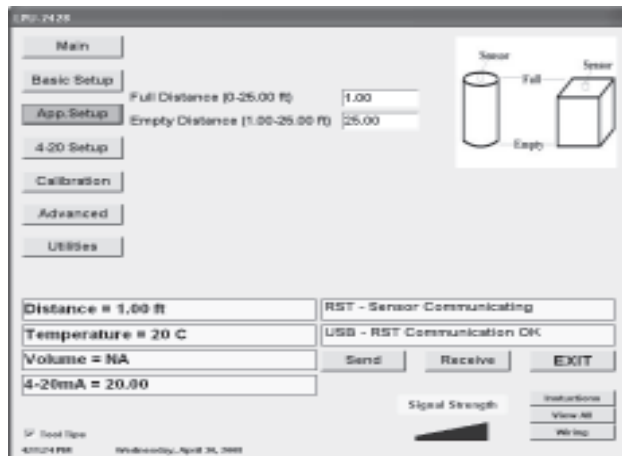 LPU-2428
Main
Basic Setup
App.Setup
4-20 Setup
Calibration
Advanced
Utilities
Full Distance (0-25.00 ft) 1.00
Empty Distance (1.00-25.00 ft) 25.00
Sensor
Sensor
Full
Empty
Distance = 1.00 ft
Temperature = 20 C
Volume = NA
4-20mA = 20.00
RST - Sensor Communicating
USB - RST Communication OK
Send Receive EXIT
Signal Strength
Instructions
View All
Wiring
Tool Tips
Wednesday, April